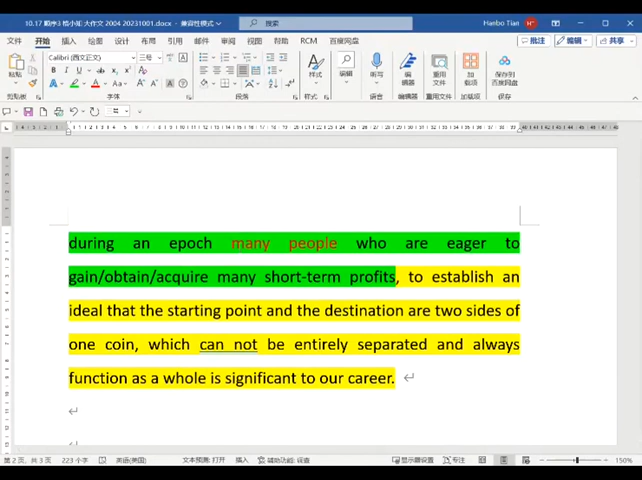 10.17 顺序3 杨小知 大作文 2004 20231001.docx - 兼容性模式
搜索
Hanbo Tian
文件 开始 插入 绘图 设计 布局 引用 邮件 审阅 视图 帮助 RCM 百度网盘 批注 编辑 共享
Calibri (西文正文) 三号
粘贴 样式 编辑 听写 编辑器 重用文件 加载项 保存到百度网盘
剪贴板 字体 段落 样式 语音 编辑器 重用文件 加载项 保存
during an epoch many people who are eager to
gain/obtain/acquire many short-term profits, to establish an
ideal that the starting point and the destination are two sides of
one coin, which can not be entirely separated and always
function as a whole is significant to our career.
第 2 页, 共 3 页 223 个字 英语(美国) 文本预测: 打开 插入 辅助功能: 调查 显示器设置 专注 150%